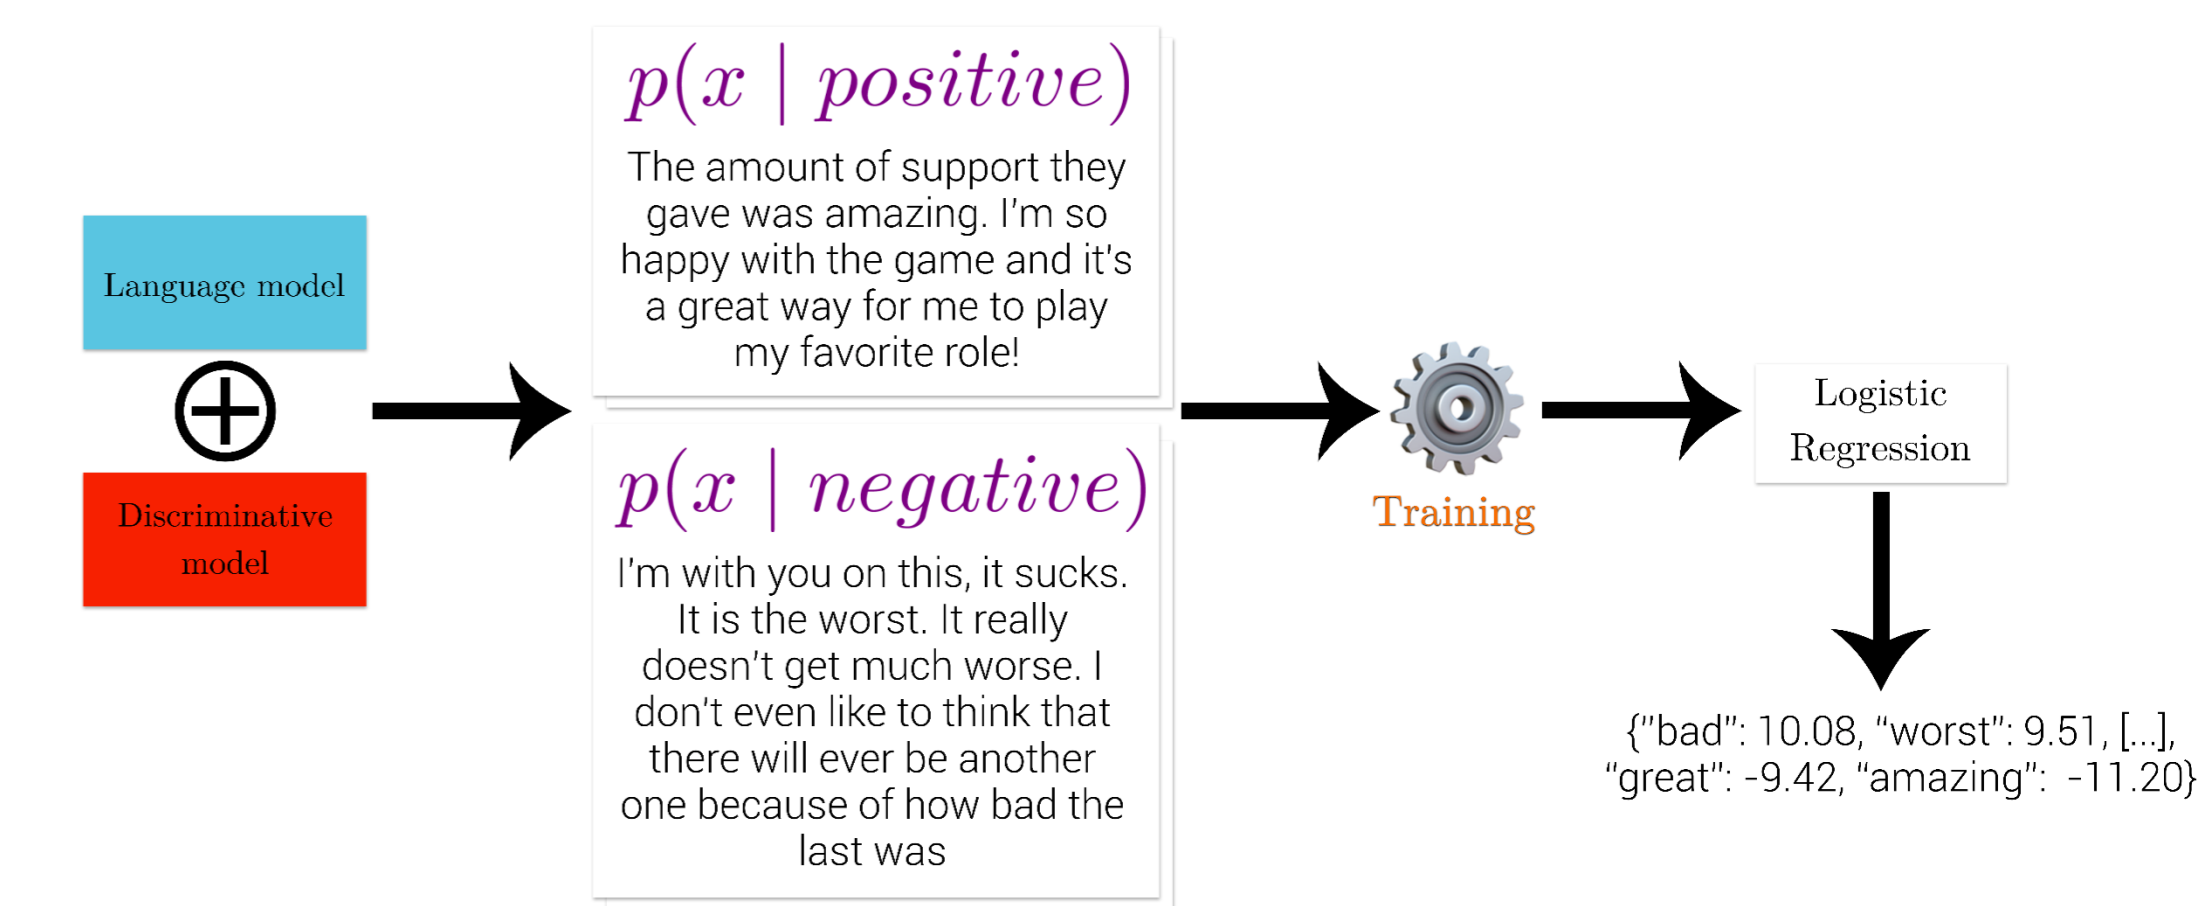 Language model
Discriminative
model
p(x | positive)
The amount of support they
gave was amazing. I'm so
happy with the game and it's
a great way for me to play
my favorite role!
p(x | negative)
I'm with you on this, it sucks.
It is the worst. It really
doesn't get much worse. I
don't even like to think that
there will ever be another
one because of how bad the
last was
Training
Logistic
Regression
{"bad": 10.08, "worst": 9.51, [...],
"great": -9.42, "amazing": -11.20}